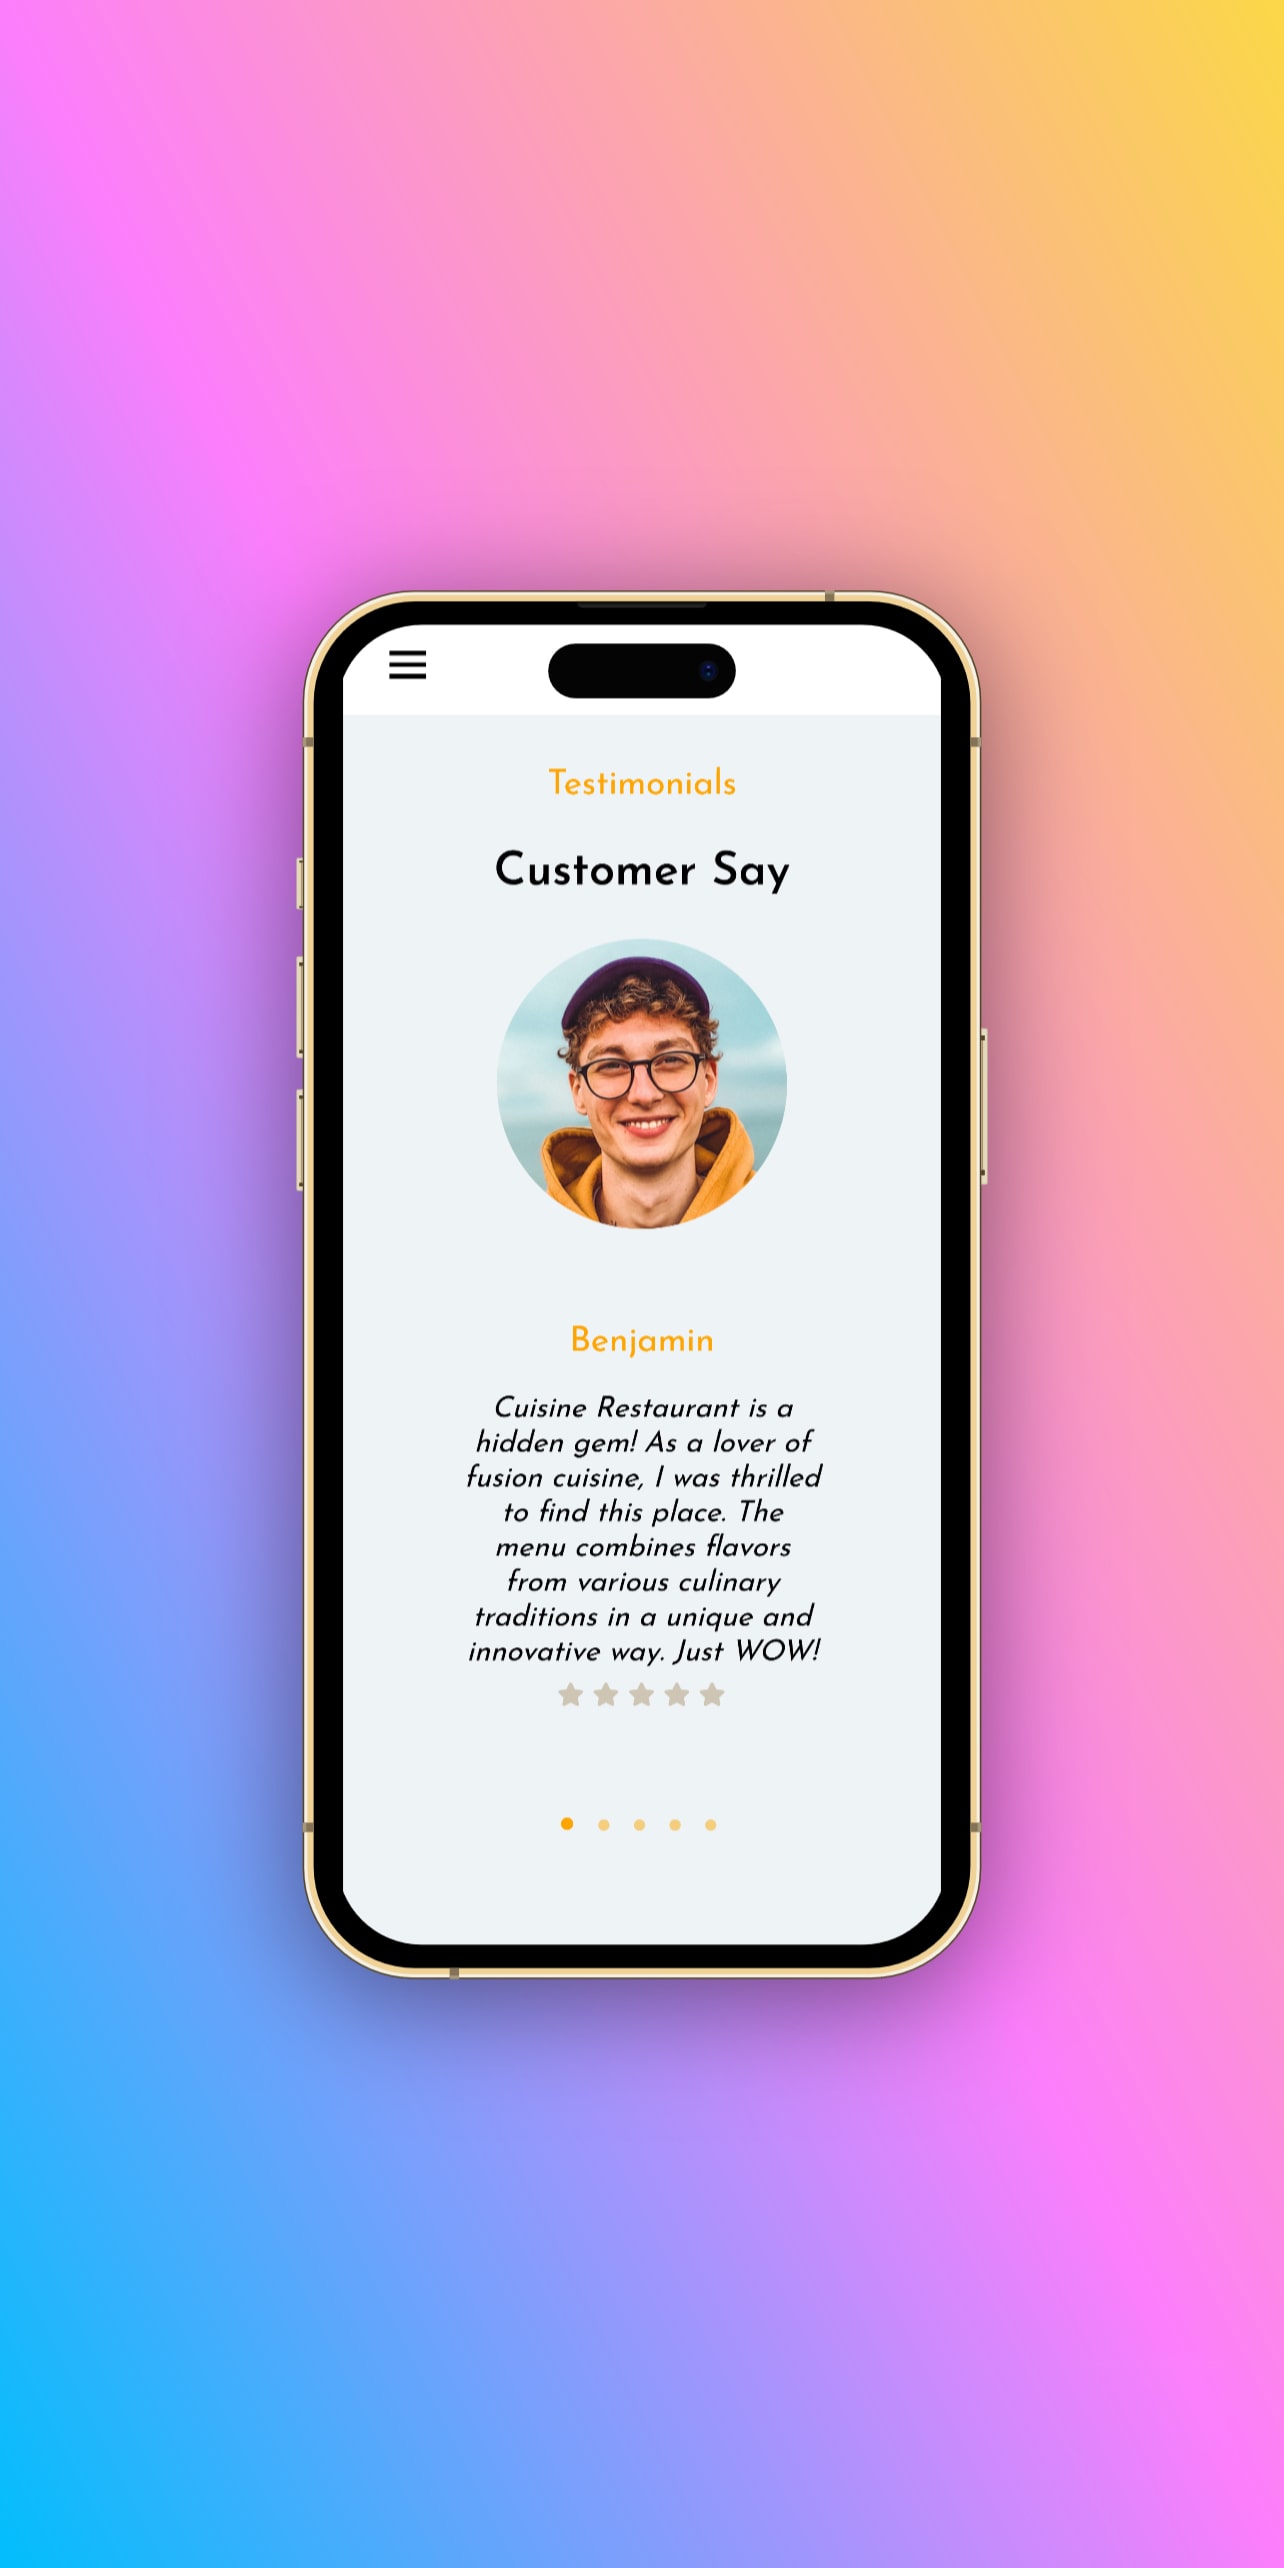 Testimonials
Customer Say
Benjamin
Cuisine Restaurant is a
hidden gem! As a lover of
fusion cuisine, I was thrilled
to find this place. The
menu combines flavors
from various culinary
traditions in a unique and
innovative way. Just WOW!